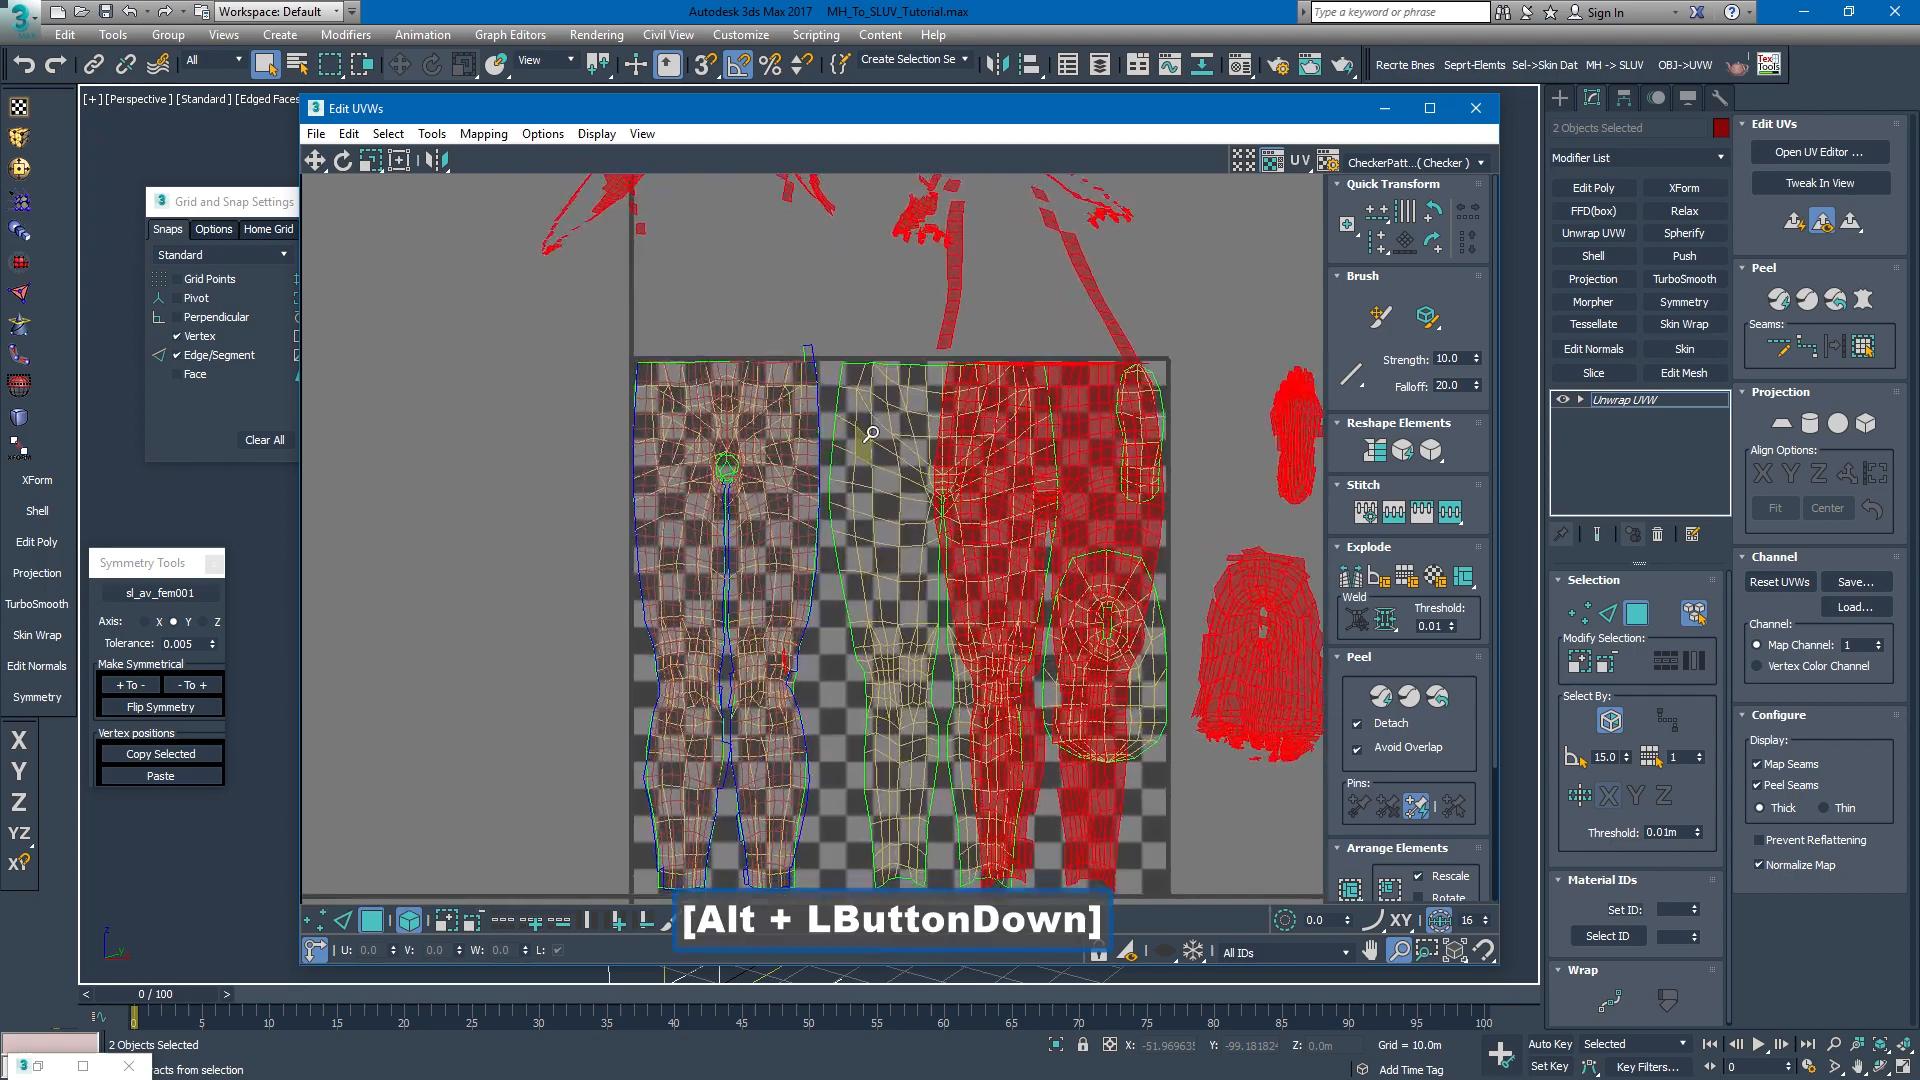 Workspace: Default
Autodesk 3ds Max 2017    MH_To_SLUV_Tutorial.max
Type a keyword or phrase
Sign In
Edit Tools Group Views Create Modifiers Animation Graph Editors Rendering Civil View Customize Scripting Content Help
All
View
Create Selection Se
Recrte Bnes Seprt-Elemts Sel->Skin Dat MH -> SLUV OBJ->UVW
[+] [Perspective] [Standard] [Edged Faces
Edit UVWs
File Edit Select Tools Mapping Options Display View
UV
CheckerPatt...( Checker )
Grid and Snap Settings
Snaps Options Home Grid
Standard
Grid Points
Pivot
Perpendicular
Vertex
Edge/Segment
Face
Clear All
XForm
Shell
Edit Poly
Projection
TurboSmooth
Skin Wrap
Edit Normals
Symmetry
X
Y
Z
YZ
XY
Symmetry Tools
sl_av_fem001
Axis: X Y Z
Tolerance: 0.005
Make Symmetrical
+ To - - To +
Flip Symmetry
Vertex positions
Copy Selected
Paste
Quick Transform
Brush
Strength: 10.0
Falloff: 20.0
Reshape Elements
Stitch
Explode
Weld
Threshold:
0.01
Peel
Detach
Avoid Overlap
Pins:
Arrange Elements
Rescale
Rotate
[Alt + LButtonDown]
0.0
XY
16
U: 0.0 V: 0.0 W: 0.0 L:
All IDs
2 Objects Selected
Modifier List
Edit Poly XForm
FFD(box) Relax
Unwrap UVW Spherify
Shell Push
Projection TurboSmooth
Morpher Symmetry
Tessellate Skin Wrap
Edit Normals Skin
Slice Edit Mesh
Unwrap UVW
Selection
Modify Selection:
Select By:
15.0 1
X Y Z
Threshold: 0.01m
Material IDs
Set ID:
Select ID
Wrap
Edit UVs
Open UV Editor ...
Tweak In View
Peel
Seams:
Projection
Align Options:
X Y Z
Fit Center
Channel
Reset UVWs Save...
Load...
Channel:
Map Channel: 1
Vertex Color Channel
Configure
Display:
Map Seams
Peel Seams
Thick Thin
Prevent Reflattening
Normalize Map
0 / 100
0 5 10 15 20 25 30 35 40 45 50 55 60 65 70 75 80 85 90 95 100
2 Objects Selected
X: Y: -99.181824 Z: 0.0m Grid = 10.0m
Auto Key Selected
acts from selection
Add Time Tag
Set Key Key Filters... 0